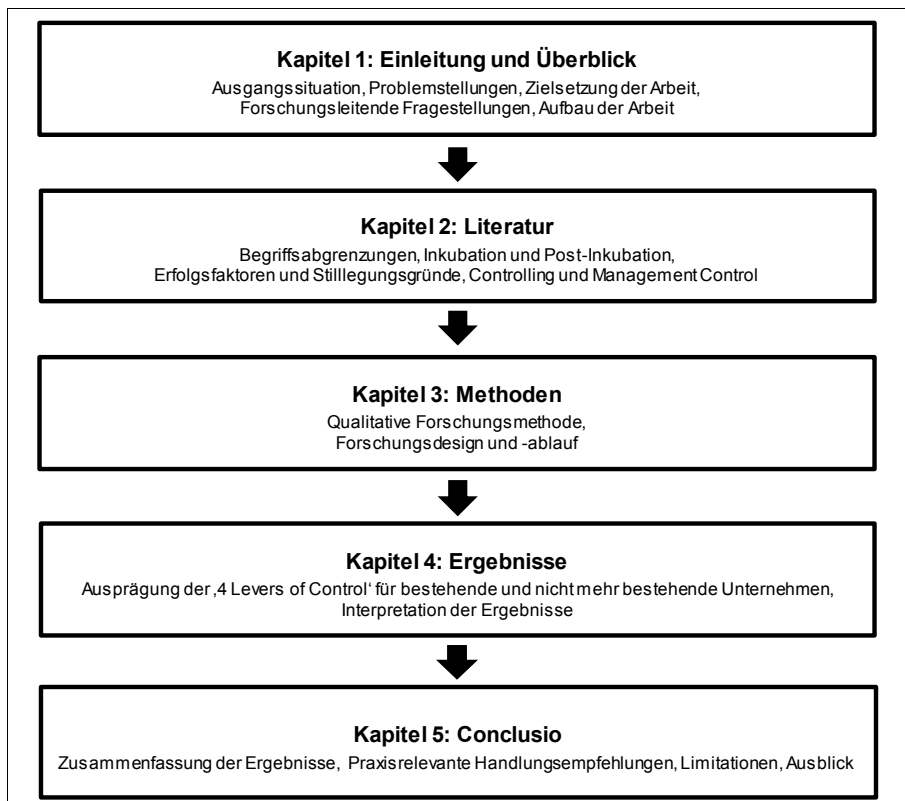 Kapitel 1: Einleitung und Überblick
Ausgangssituation, Problemstellungen, Zielsetzung der Arbeit,
Forschungsleitende Fragestellungen, Aufbau der Arbeit
Kapitel 2: Literatur
Begriffsabgrenzungen, Inkubation und Post-Inkubation,
Erfolgsfaktoren und Stilllegungsgründe, Controlling und Management Control
Kapitel 3: Methoden
Qualitative Forschungsmethode,
Forschungsdesign und -ablauf
Kapitel 4: Ergebnisse
Ausprägung der ‚4 Levers of Control‘ für bestehende und nicht mehr bestehende Unternehmen,
Interpretation der Ergebnisse
Kapitel 5: Conclusio
Zusammenfassung der Ergebnisse, Praxisrelevante Handlungsempfehlungen, Limitationen, Ausblick